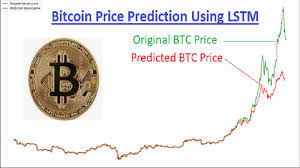 Bitcoin Price Prediction Using LSTM
Original BTC Price
Predicted BTC Price